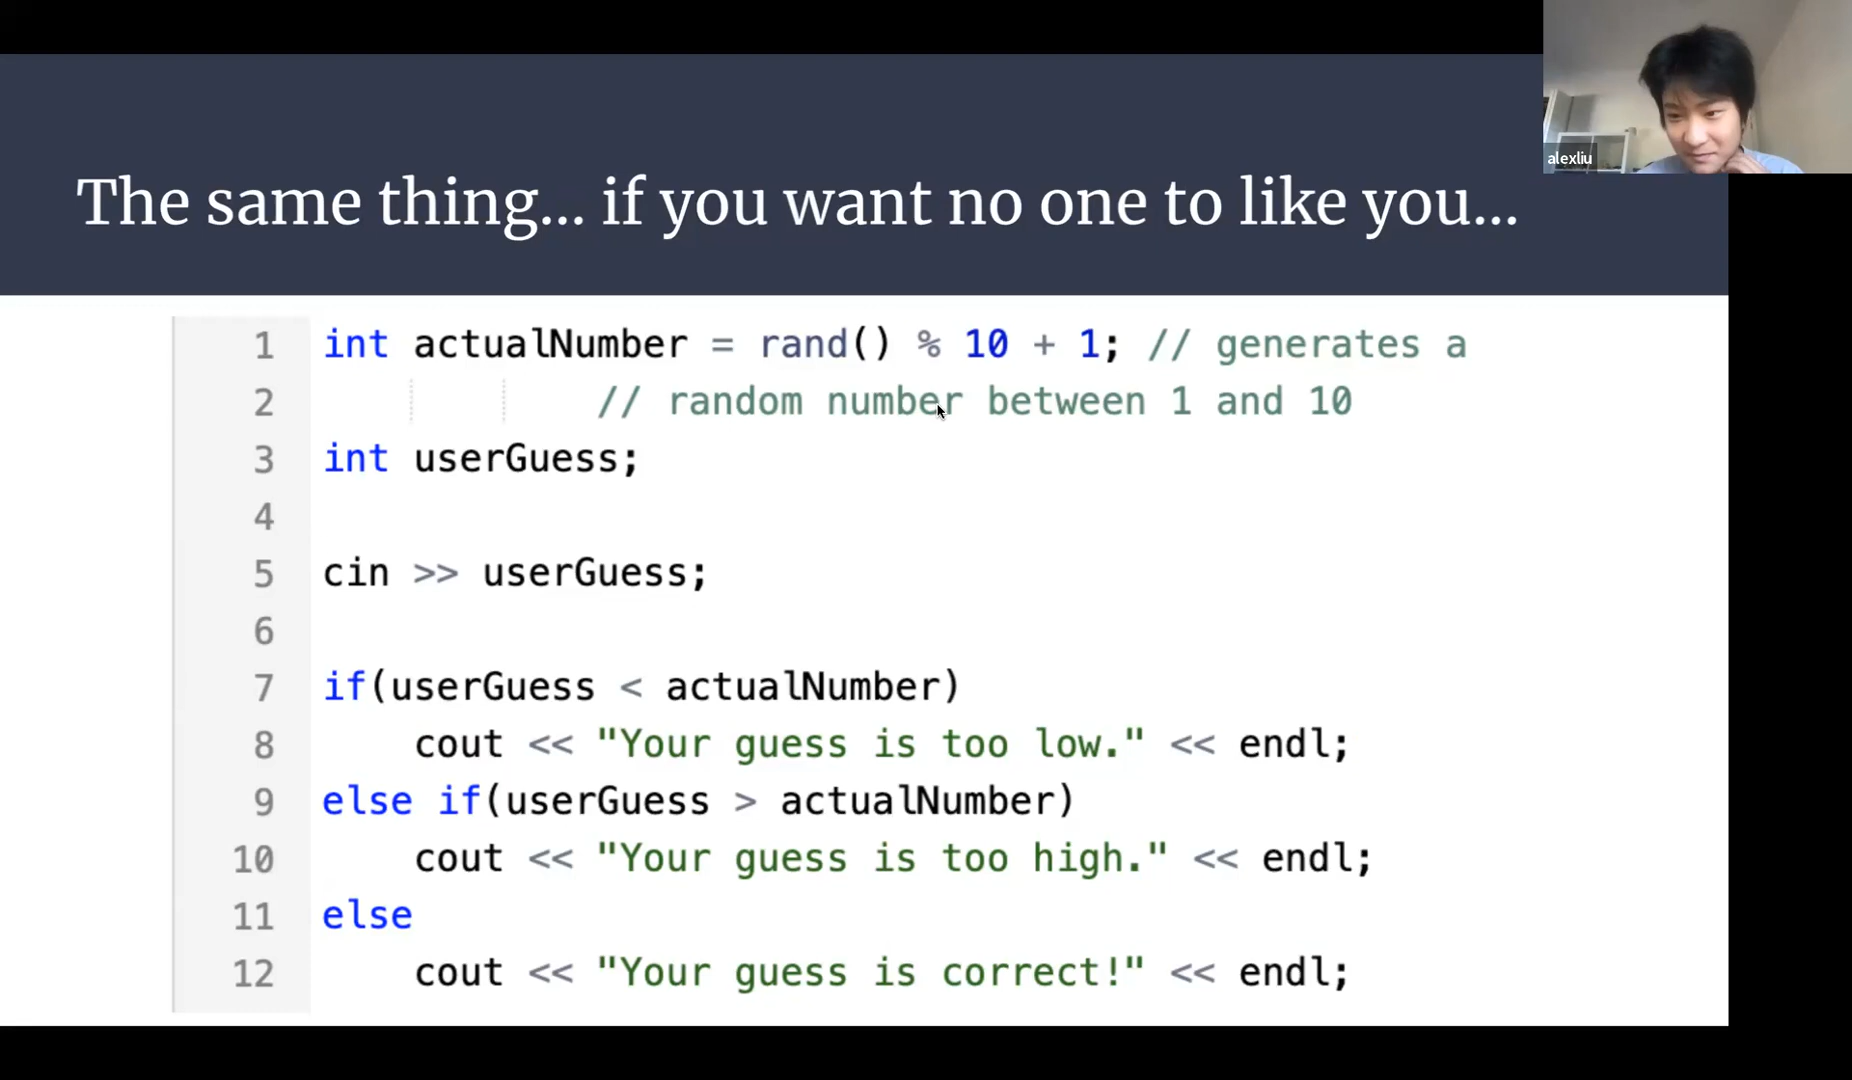 alexliu
The same thing... if you want no one to like you...
1 int actualNumber = rand() % 10 + 1; // generates a
2 // random number between 1 and 10
3 int userGuess;
4
5 cin >> userGuess;
6
7 if(userGuess < actualNumber)
8 cout << "Your guess is too low." << endl;
9 else if(userGuess > actualNumber)
10 cout << "Your guess is too high." << endl;
11 else
12 cout << "Your guess is correct!" << endl;